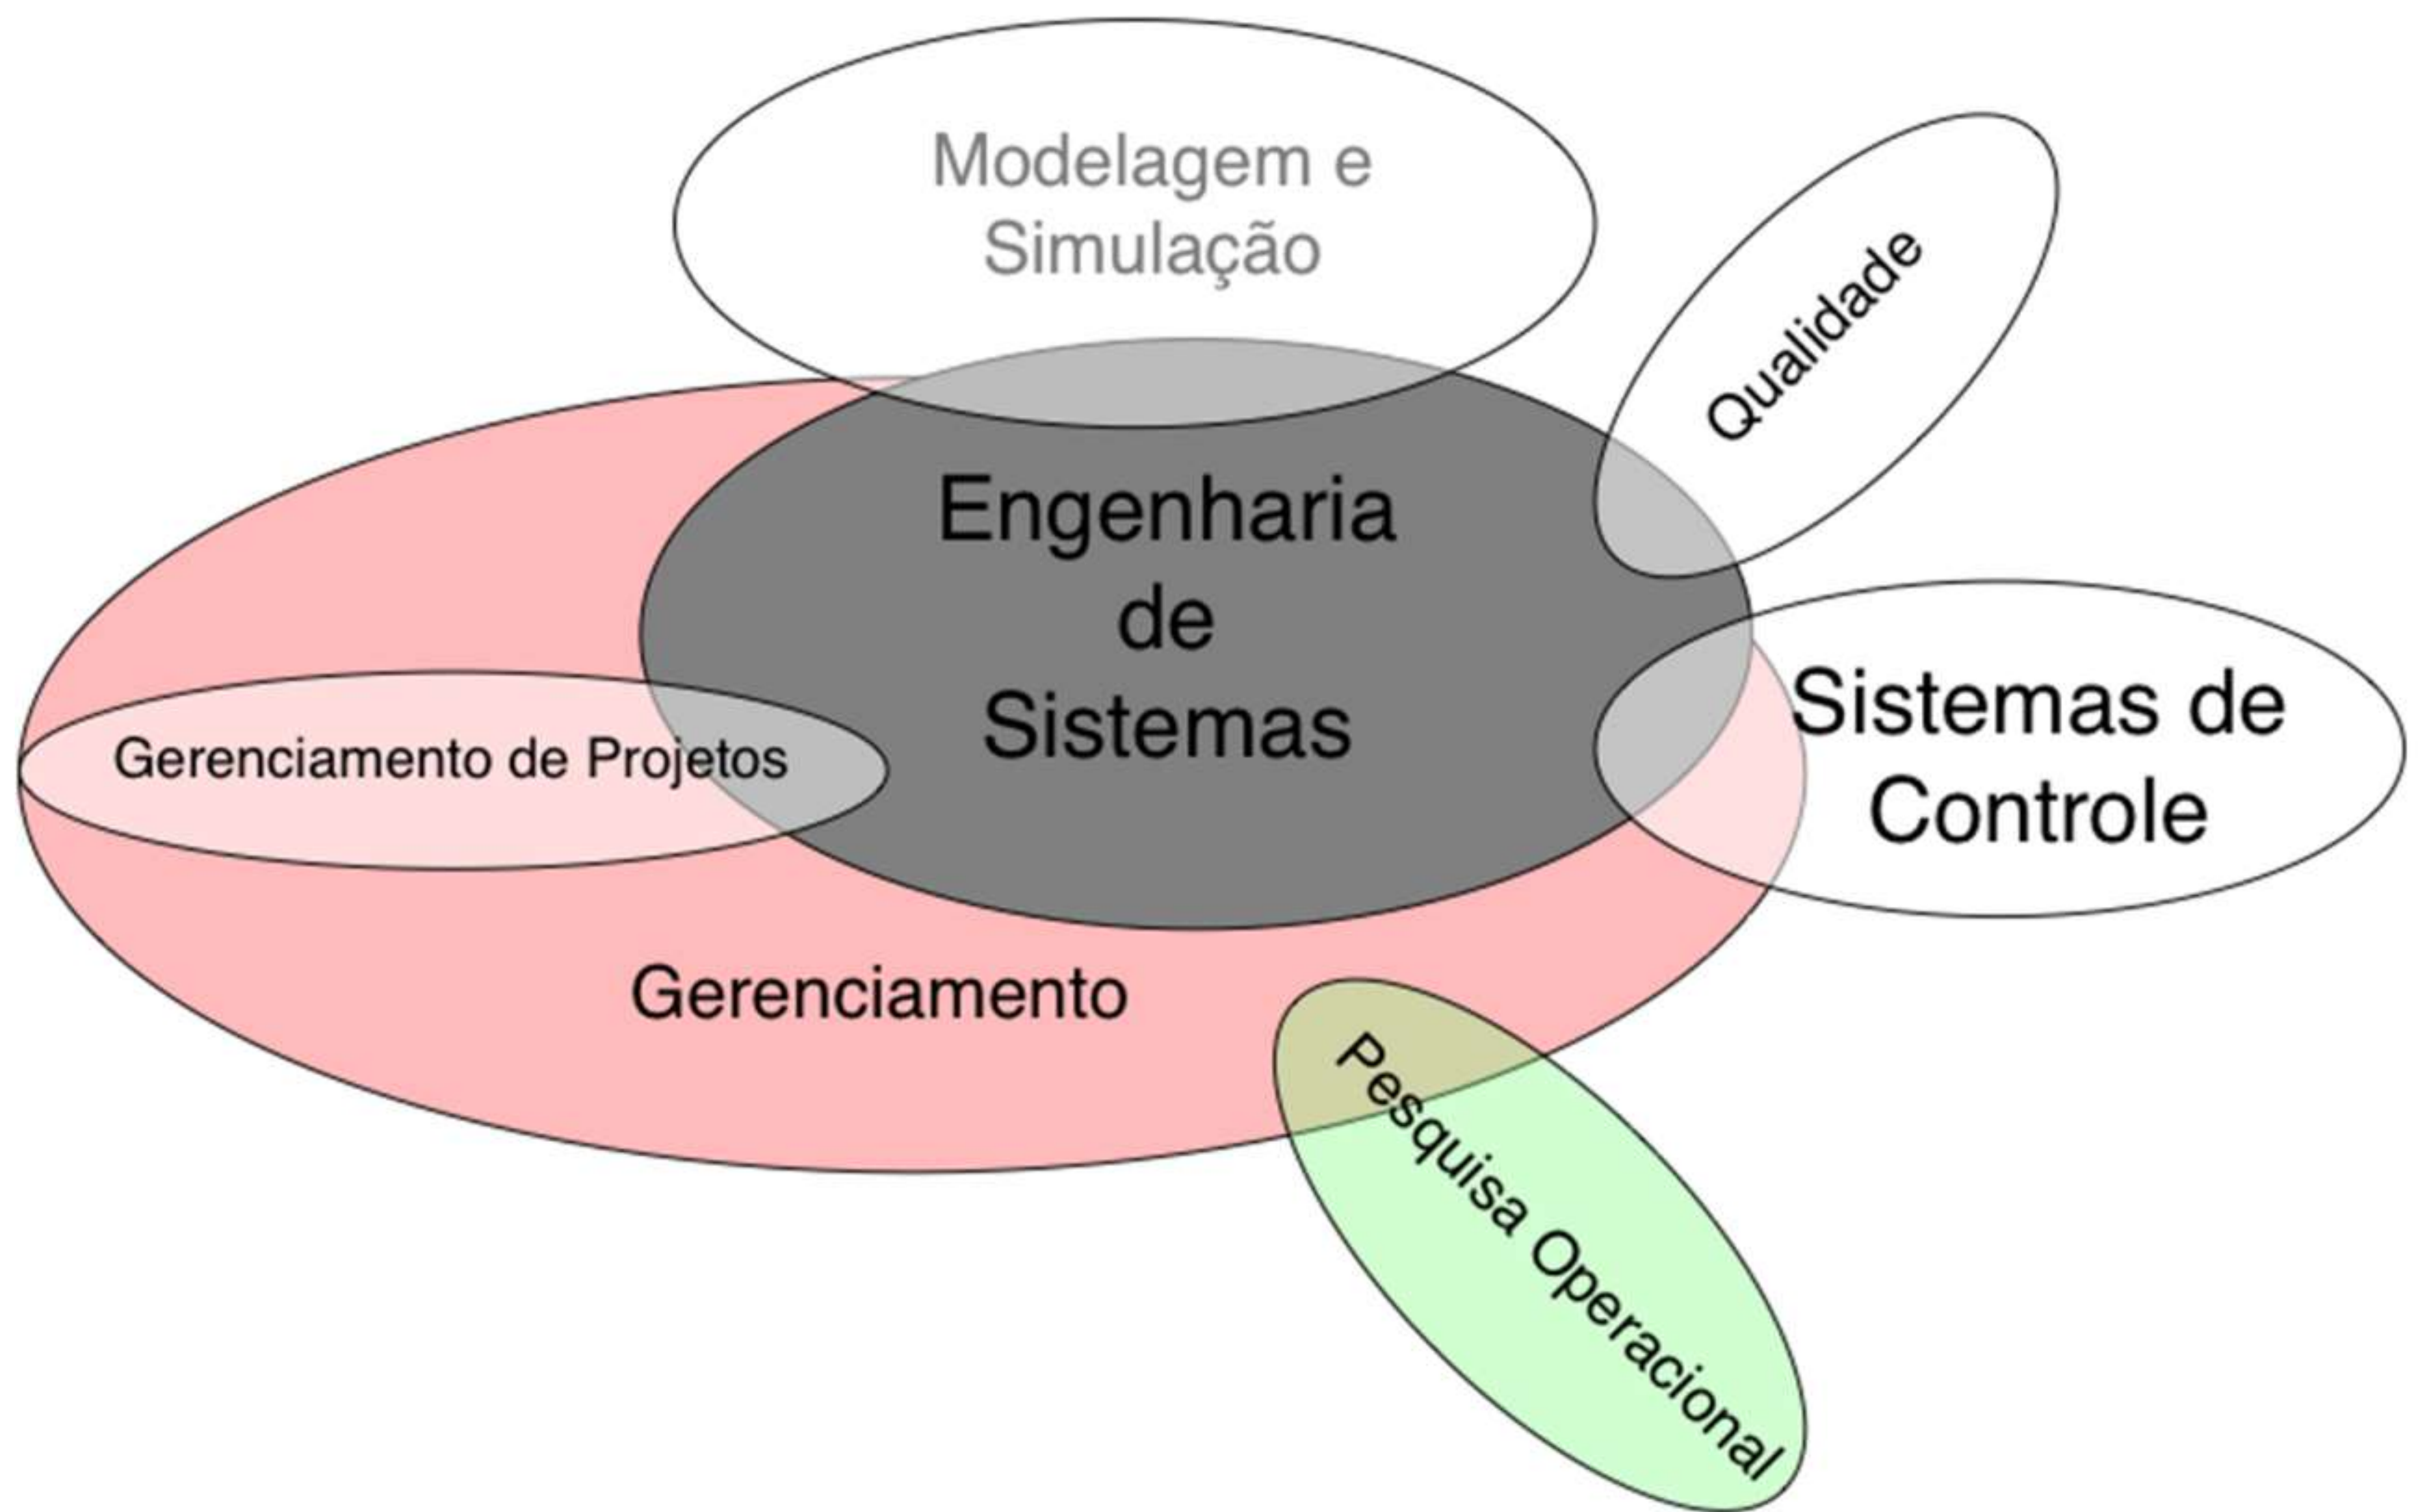 Modelagem e
Simulação
Qualidade
Engenharia
de
Sistemas
Sistemas de
Controle
Gerenciamento de Projetos
Gerenciamento
Pesquisa Operacional